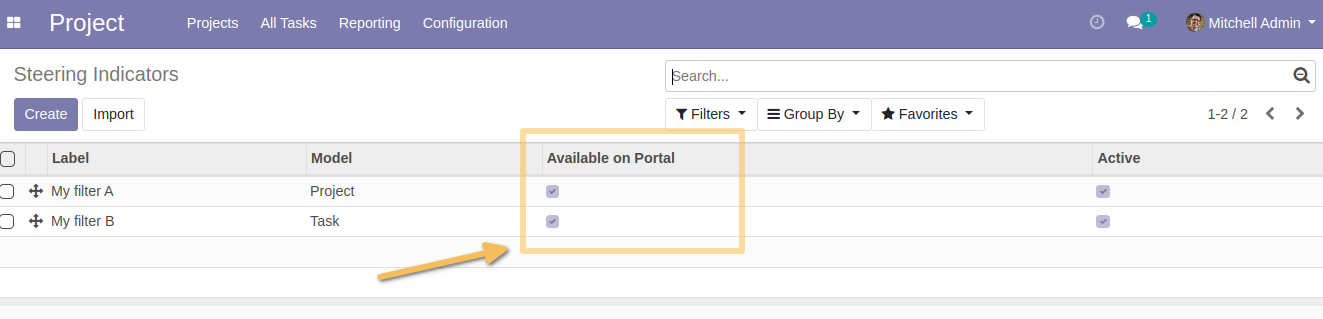 Project Projects All Tasks Reporting Configuration 1 Mitchell Admin
Steering Indicators Search...
Create Import Filters Group By Favorites 1-2 / 2
Label Model Available on Portal Active
My filter A Project
My filter B Task